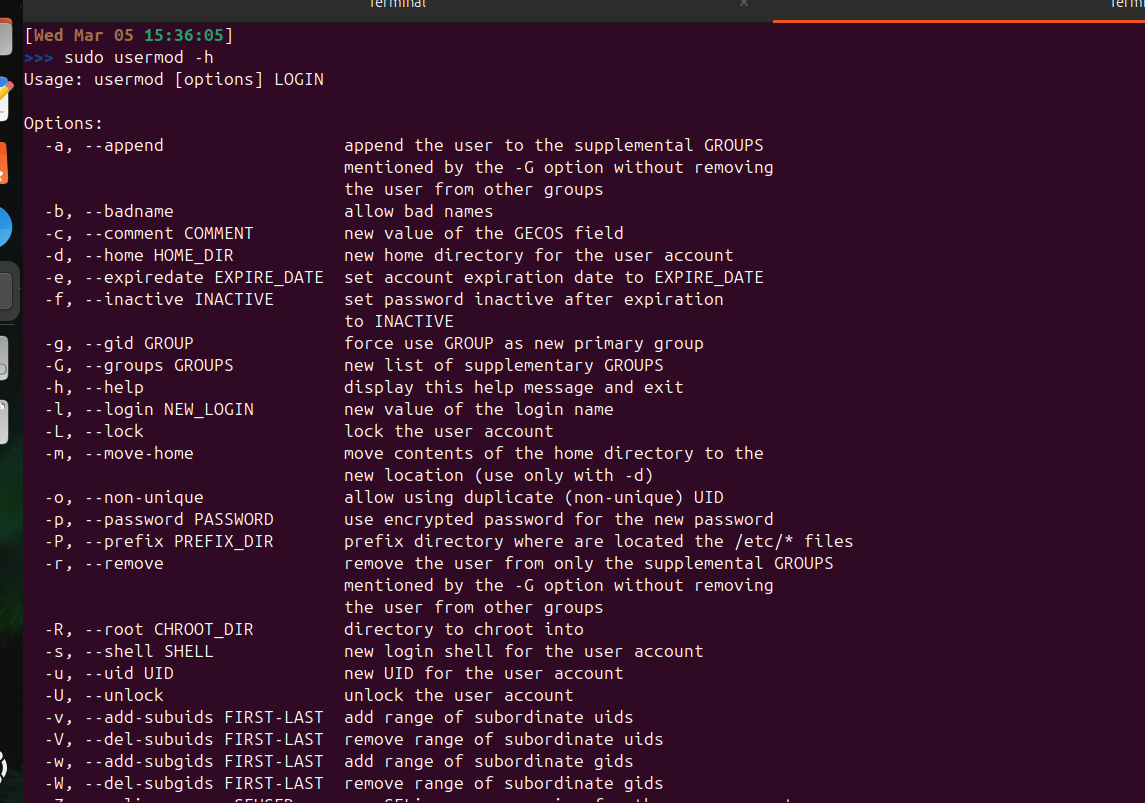 Terminal × Term
[Wed Mar 05 15:36:05]
>>> sudo usermod -h
Usage: usermod [options] LOGIN
Options:
-a, --append append the user to the supplemental GROUPS
mentioned by the -G option without removing
the user from other groups
-b, --badname allow bad names
-c, --comment COMMENT new value of the GECOS field
-d, --home HOME_DIR new home directory for the user account
-e, --expiredate EXPIRE_DATE set account expiration date to EXPIRE_DATE
-f, --inactive INACTIVE set password inactive after expiration
to INACTIVE
-g, --gid GROUP force use GROUP as new primary group
-G, --groups GROUPS new list of supplementary GROUPS
-h, --help display this help message and exit
-l, --login NEW_LOGIN new value of the login name
-L, --lock lock the user account
-m, --move-home move contents of the home directory to the
new location (use only with -d)
-o, --non-unique allow using duplicate (non-unique) UID
-p, --password PASSWORD use encrypted password for the new password
-P, --prefix PREFIX_DIR prefix directory where are located the /etc/* files
-r, --remove remove the user from only the supplemental GROUPS
mentioned by the -G option without removing
the user from other groups
-R, --root CHROOT_DIR directory to chroot into
-s, --shell SHELL new login shell for the user account
-u, --uid UID new UID for the user account
-U, --unlock unlock the user account
-v, --add-subuids FIRST-LAST add range of subordinate uids
-V, --del-subuids FIRST-LAST remove range of subordinate uids
-w, --add-subgids FIRST-LAST add range of subordinate gids
-W, --del-subgids FIRST-LAST remove range of subordinate gids